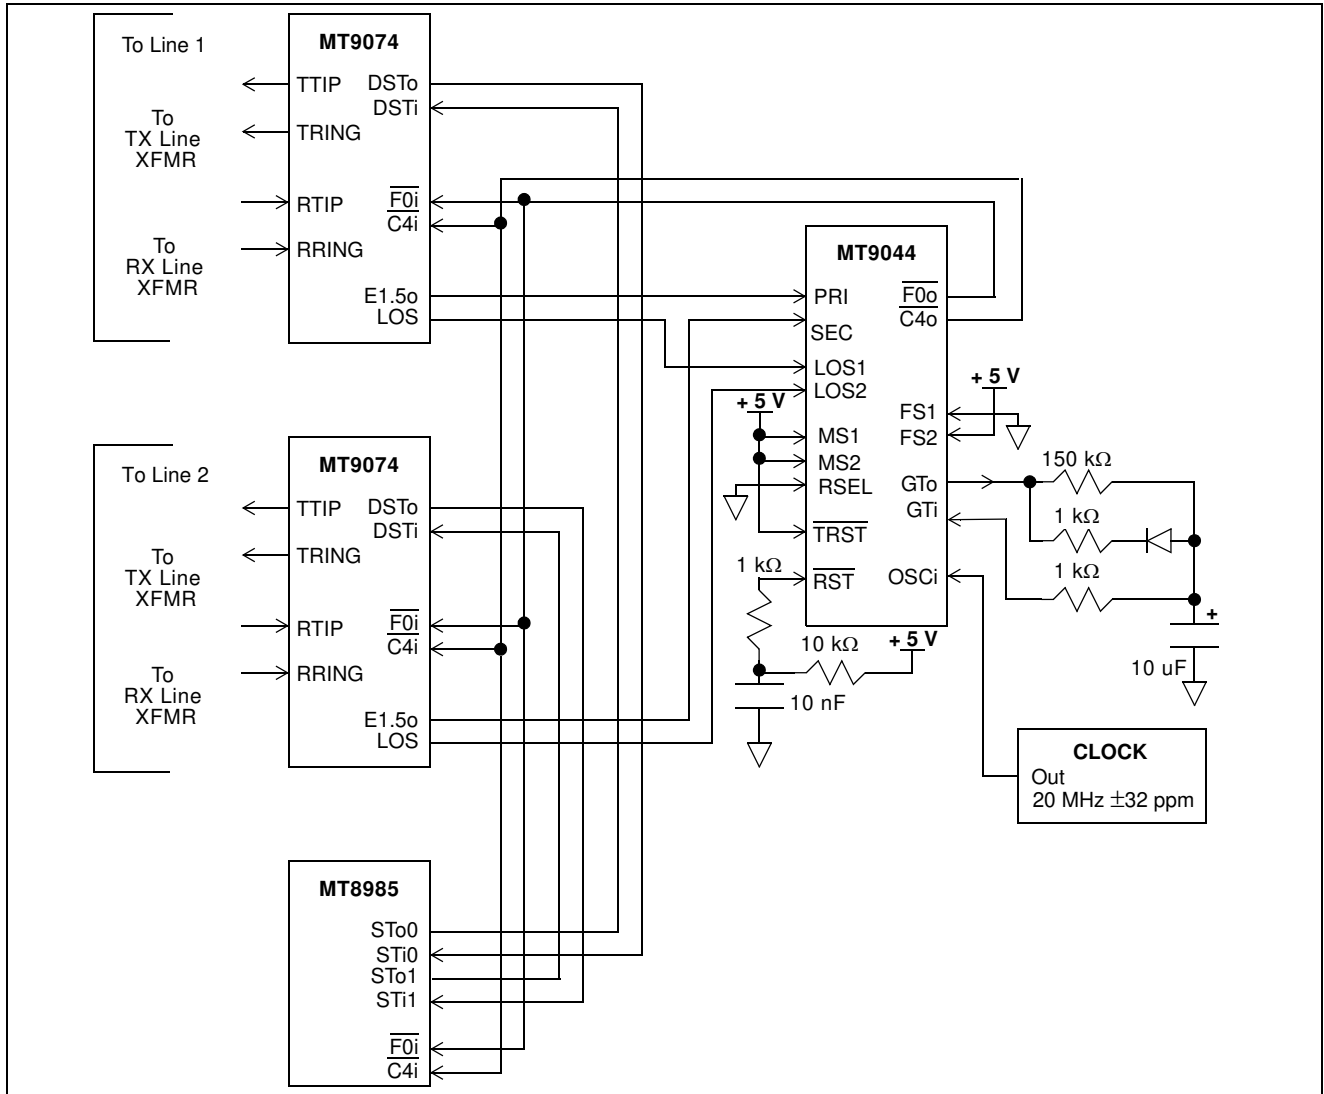 To Line 1
To
TX Line
XFMR
To
RX Line
XFMR
MT9074
TTIP DSTo
DSTi
TRING
RTIP F0i
C4i
RRING
E1.5o
LOS
To Line 2
To
TX Line
XFMR
To
RX Line
XFMR
MT9074
TTIP DSTo
DSTi
TRING
RTIP F0i
C4i
RRING
E1.5o
LOS
MT8985
STo0
STi0
STo1
STi1
F0i
C4i
MT9044
PRI F0o
C4o
SEC
LOS1
LOS2
FS1
FS2
MS1
MS2
RSEL GTo
GTi
TRST
RST OSCi
+ 5 V
+ 5 V
1 kΩ
10 kΩ
+ 5 V
10 nF
150 kΩ
1 kΩ
1 kΩ
+
10 uF
CLOCK
Out
20 MHz ±32 ppm